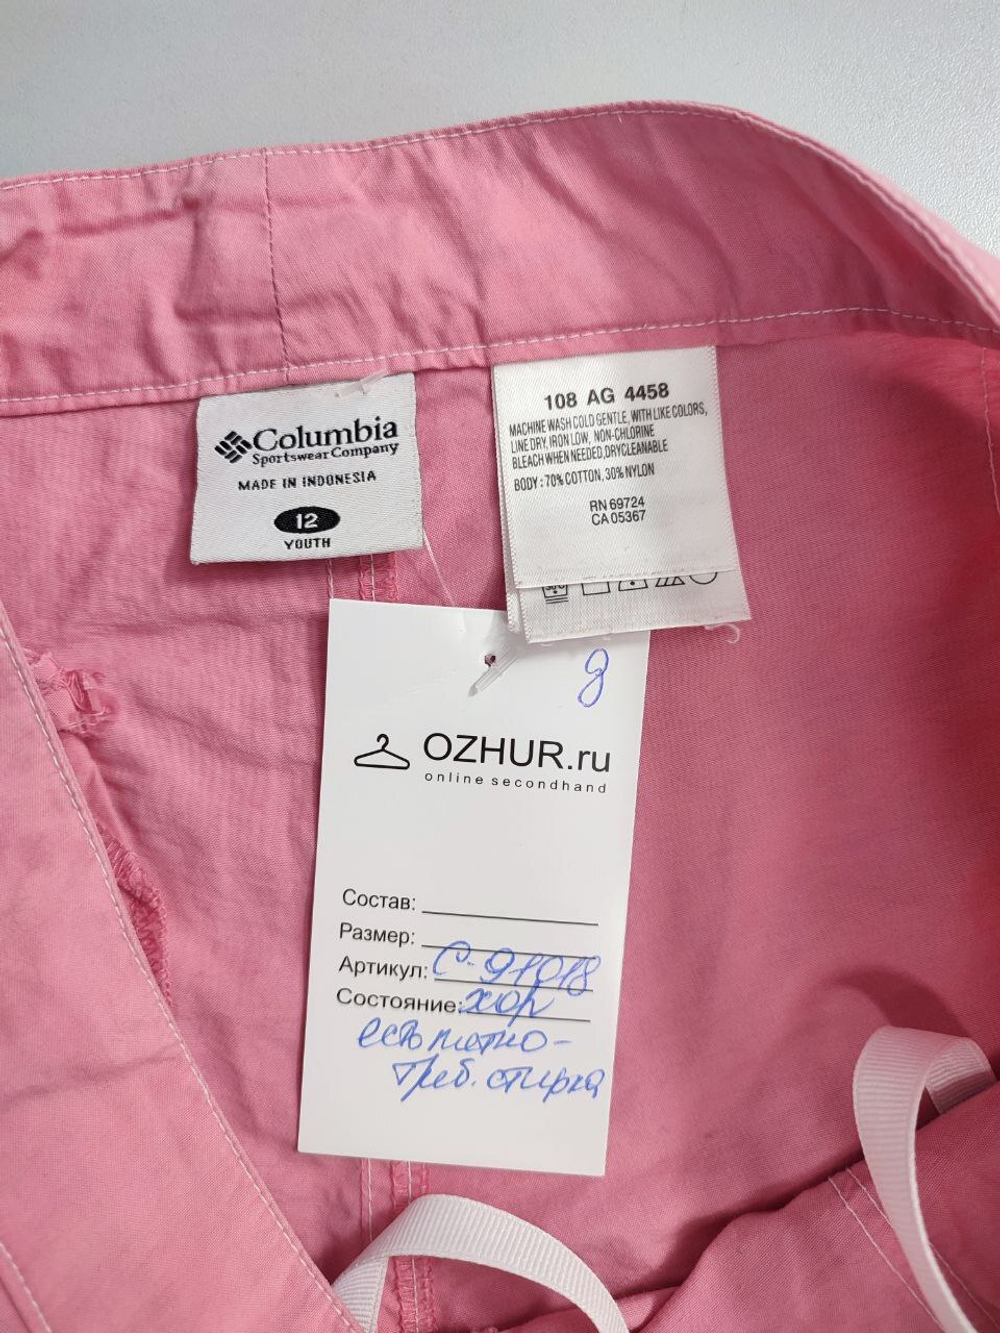 Columbia
Sportswear Company
MADE IN INDONESIA
12
YOUTH
108 AG 4458
MACHINE WASH COLD GENTLE, WITH LIKE COLORS,
LINE DRY, IRON LOW, NON-CHLORINE
BLEACH WHEN NEEDED, DRYCLEANABLE
BODY : 70% COTTON, 30% NYLON
RN 69724
CA 05367
OZHUR.ru
online secondhand
Состав:
Размер:
Артикул: С-91018
Состояние: хор
есть пятно-
треб. стирка